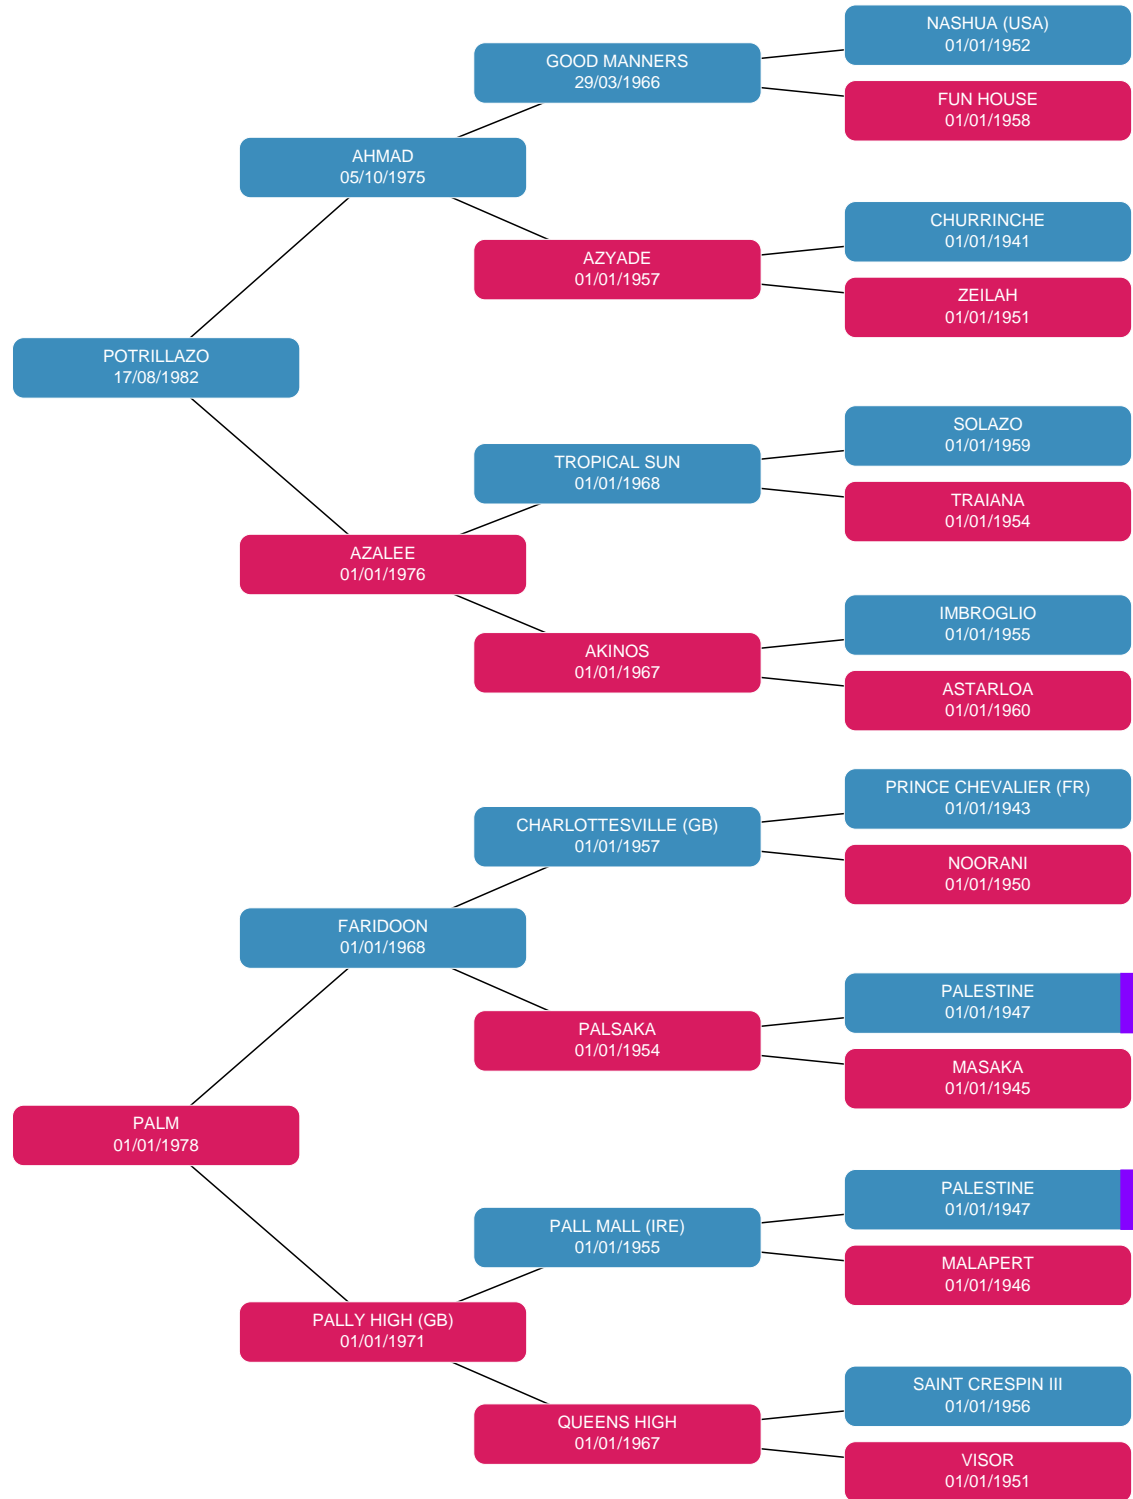 NASHUA (USA)
01/01/1952
GOOD MANNERS
29/03/1966
FUN HOUSE
01/01/1958
AHMAD
05/10/1975
CHURRINCHE
01/01/1941
AZYADE
01/01/1957
ZEILAH
01/01/1951
POTRILLAZO
17/08/1982
SOLAZO
01/01/1959
TROPICAL SUN
01/01/1968
TRAIANA
01/01/1954
AZALEE
01/01/1976
IMBROGLIO
01/01/1955
AKINOS
01/01/1967
ASTARLOA
01/01/1960
PRINCE CHEVALIER (FR)
01/01/1943
CHARLOTTESVILLE (GB)
01/01/1957
NOORANI
01/01/1950
FARIDOON
01/01/1968
PALESTINE
01/01/1947
PALSAKA
01/01/1954
MASAKA
01/01/1945
PALM
01/01/1978
PALESTINE
01/01/1947
PALL MALL (IRE)
01/01/1955
MALAPERT
01/01/1946
PALLY HIGH (GB)
01/01/1971
SAINT CRESPIN III
01/01/1956
QUEENS HIGH
01/01/1967
VISOR
01/01/1951